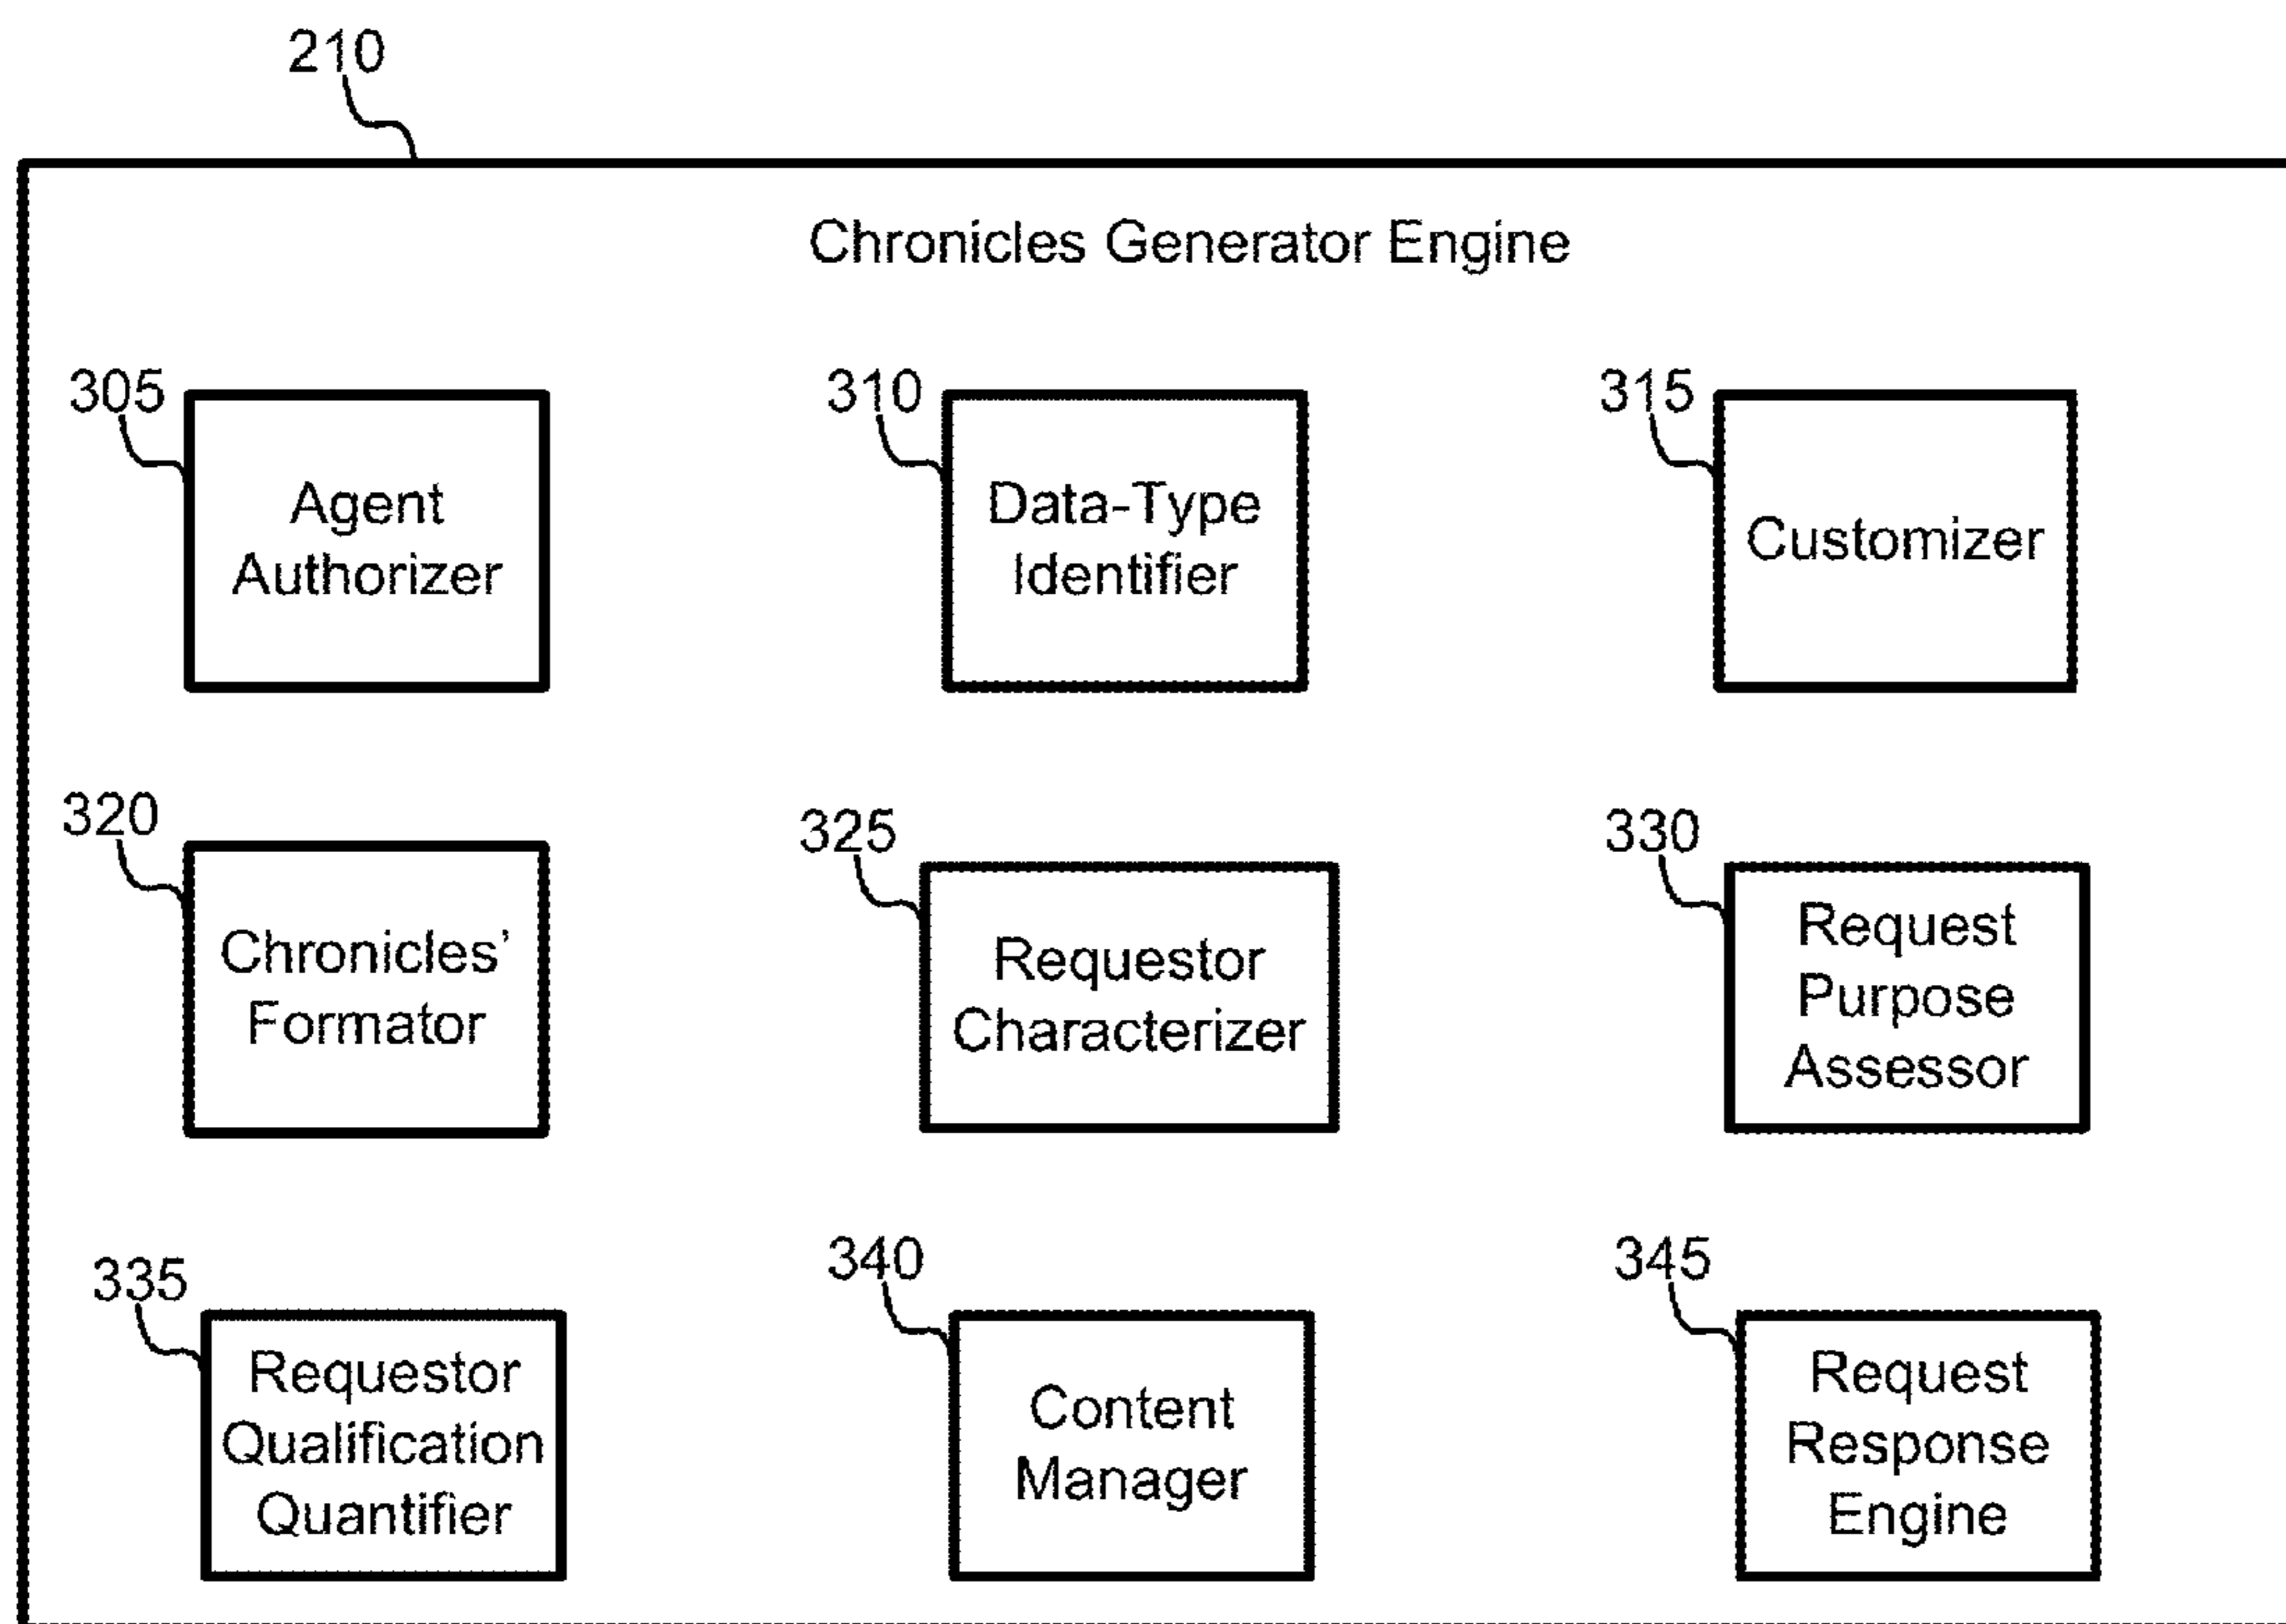 210
Chronicles Generator Engine
305
Agent
Authorizer
310
Data-Type
Identifier
315
Customizer
320
Chronicles’
Formator
325
Requestor
Characterizer
330
Request
Purpose
Assessor
335
Requestor
Qualification
Quantifier
340
Content
Manager
345
Request
Response
Engine